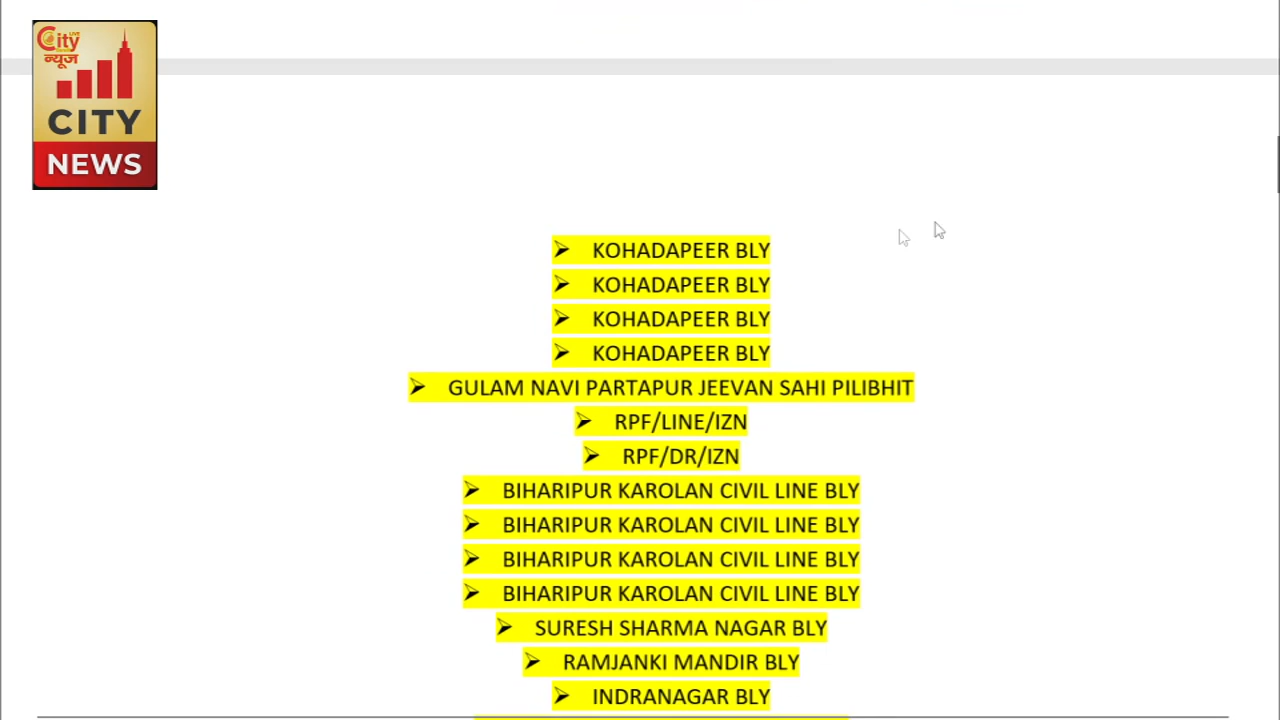 City LIVE
न्यूज
CITY
NEWS
➢ KOHADAPEER BLY
➢ KOHADAPEER BLY
➢ KOHADAPEER BLY
➢ KOHADAPEER BLY
➢ GULAM NAVI PARTAPUR JEEVAN SAHI PILIBHIT
➢ RPF/LINE/IZN
➢ RPF/DR/IZN
➢ BIHARIPUR KAROLAN CIVIL LINE BLY
➢ BIHARIPUR KAROLAN CIVIL LINE BLY
➢ BIHARIPUR KAROLAN CIVIL LINE BLY
➢ BIHARIPUR KAROLAN CIVIL LINE BLY
➢ SURESH SHARMA NAGAR BLY
➢ RAMJANKI MANDIR BLY
➢ INDRANAGAR BLY